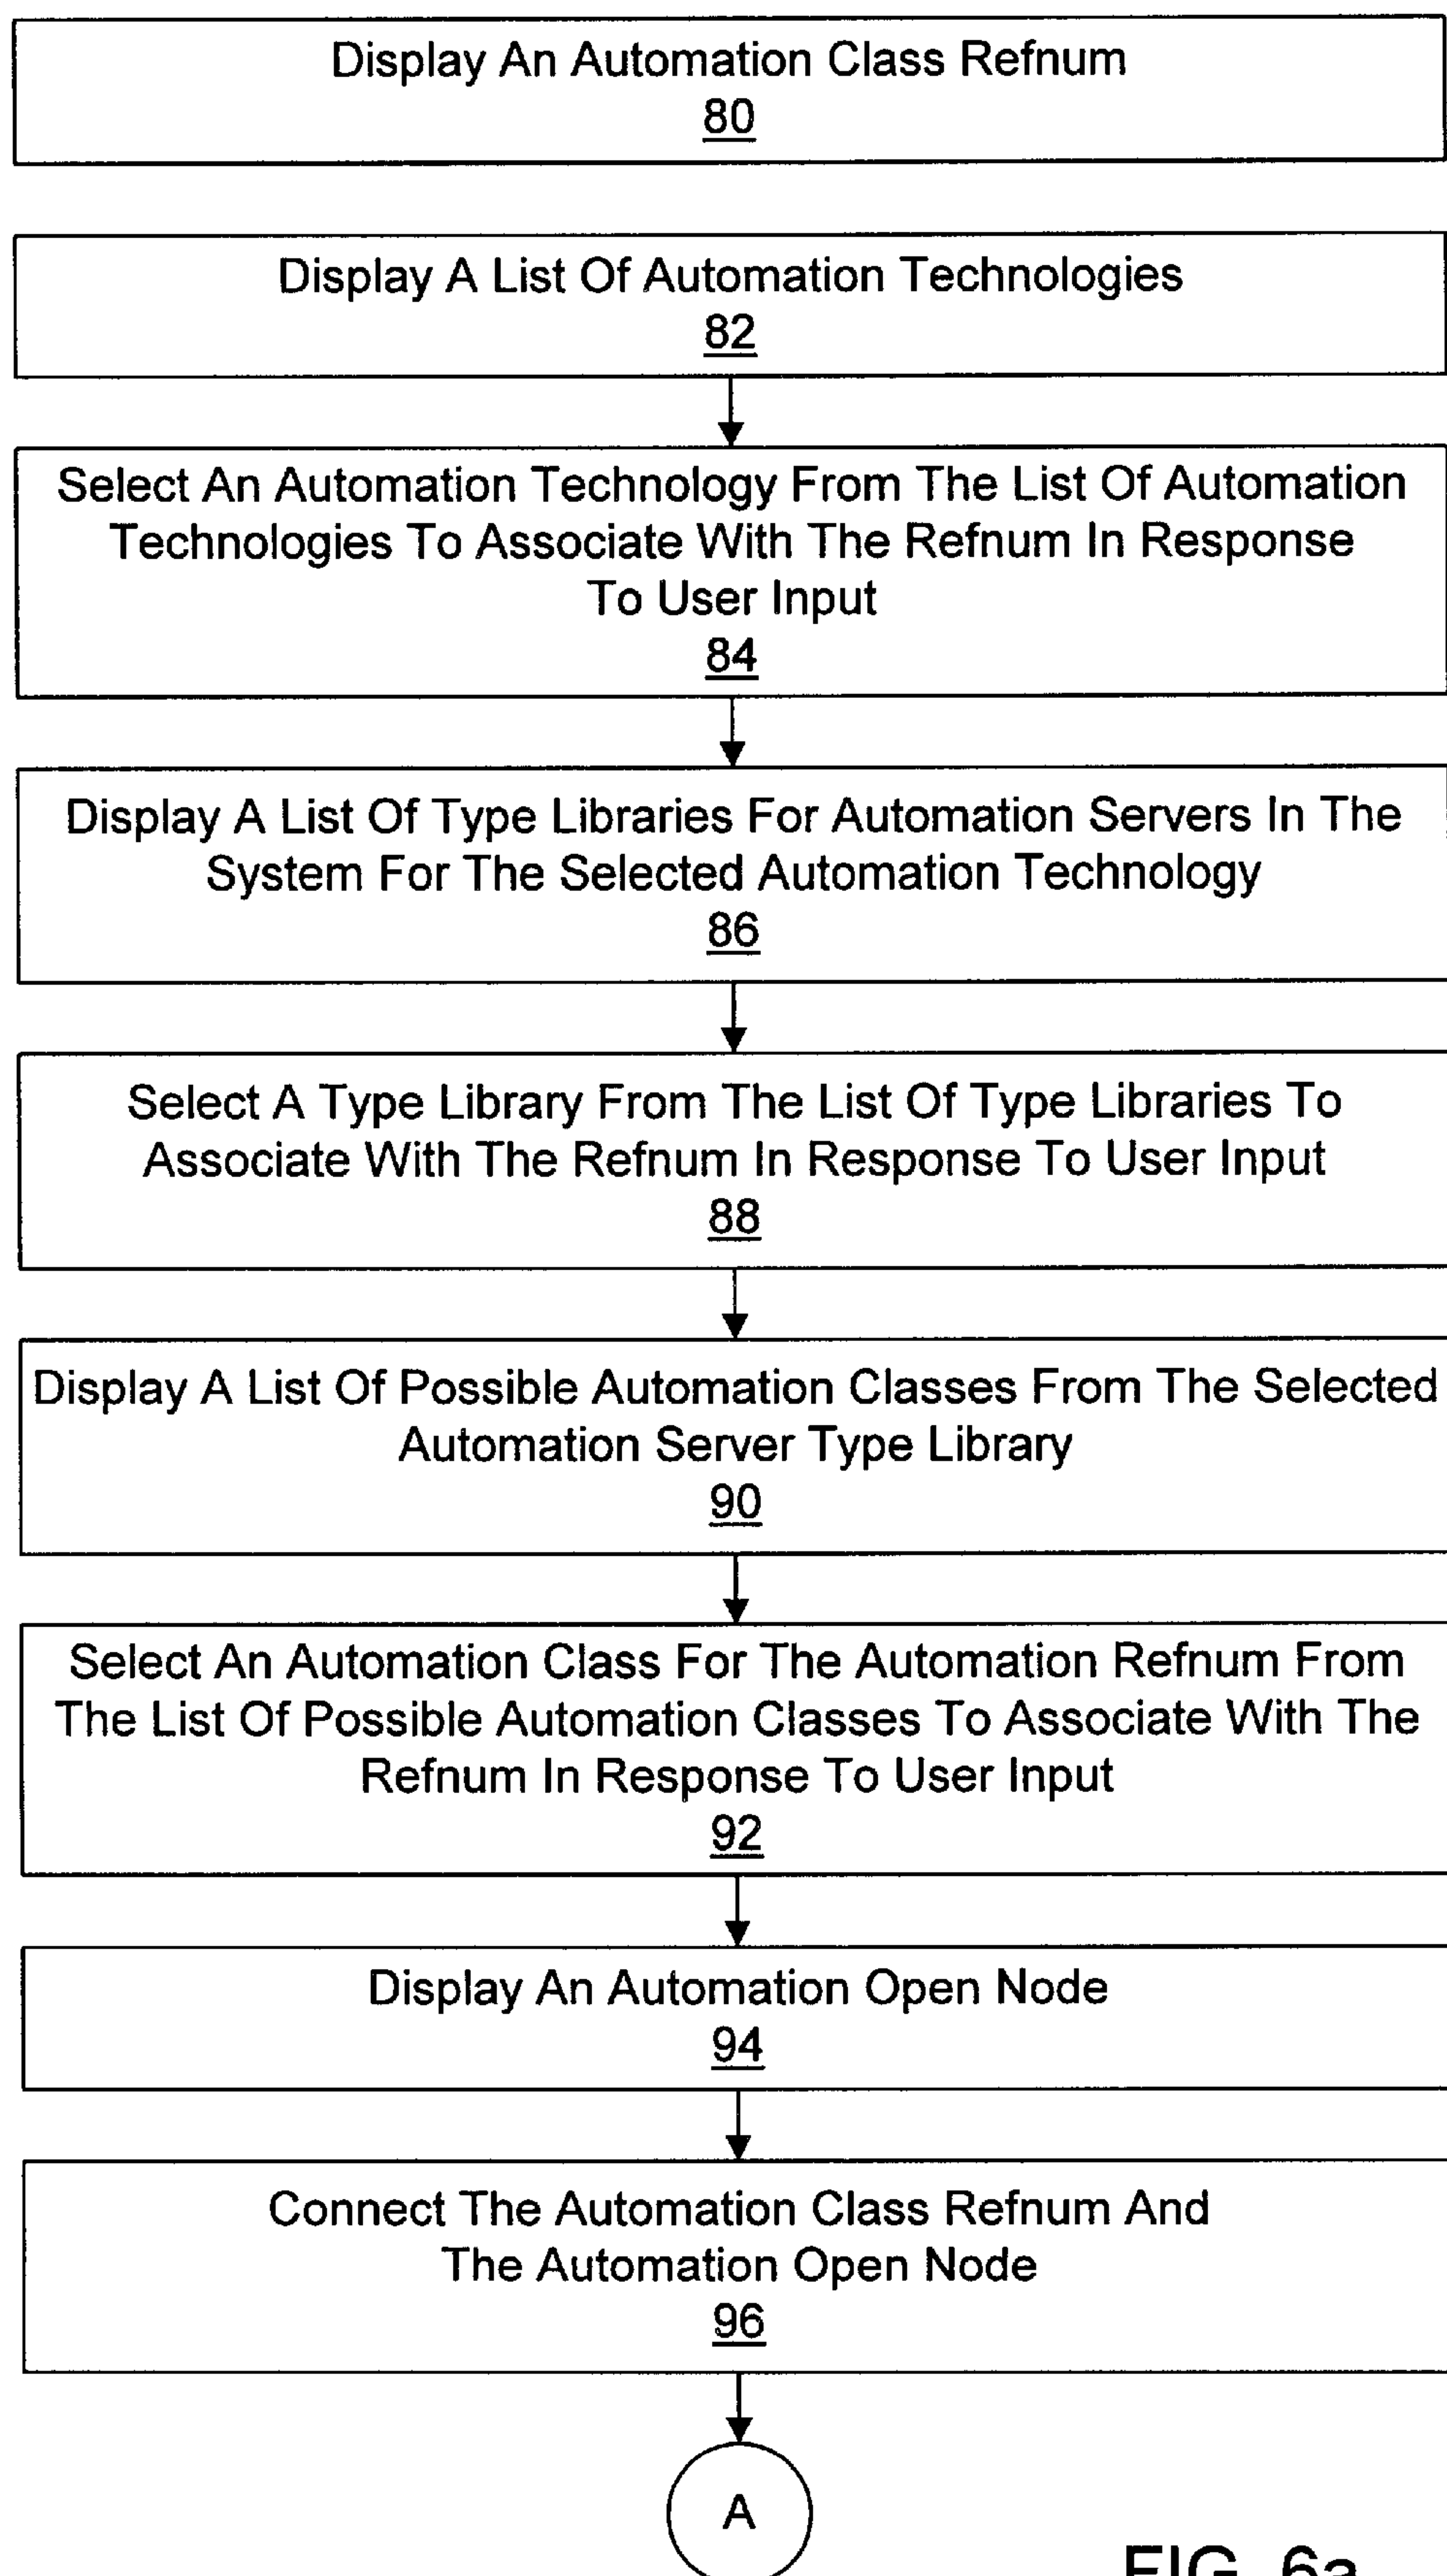 Display An Automation Class Refnum
80
Display A List Of Automation Technologies
82
Select An Automation Technology From The List Of Automation
Technologies To Associate With The Refnum In Response
To User Input
84
Display A List Of Type Libraries For Automation Servers In The
System For The Selected Automation Technology
86
Select A Type Library From The List Of Type Libraries To
Associate With The Refnum In Response To User Input
88
Display A List Of Possible Automation Classes From The Selected
Automation Server Type Library
90
Select An Automation Class For The Automation Refnum From
The List Of Possible Automation Classes To Associate With The
Refnum In Response To User Input
92
Display An Automation Open Node
94
Connect The Automation Class Refnum And
The Automation Open Node
96
A
FIG. 6a